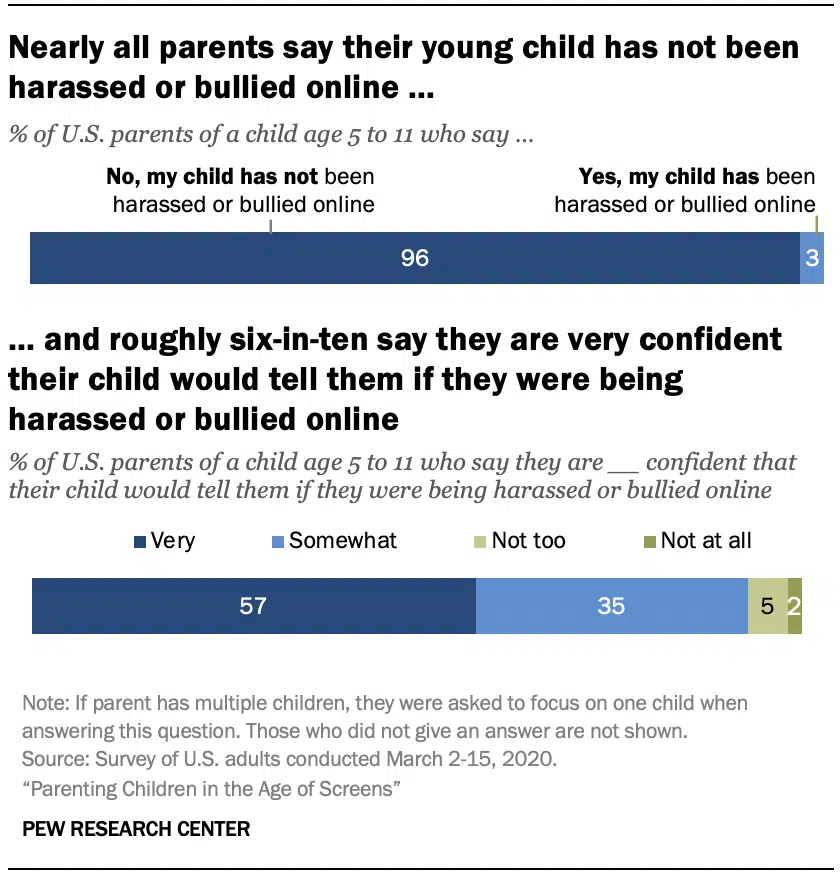 Nearly all parents say their young child has not been
harassed or bullied online ...
% of U.S. parents of a child age 5 to 11 who say ...
No, my child has not been
harassed or bullied online
Yes, my child has been
harassed or bullied online
96
3
... and roughly six-in-ten say they are very confident
their child would tell them if they were being
harassed or bullied online
% of U.S. parents of a child age 5 to 11 who say they are __ confident that
their child would tell them if they were being harassed or bullied online
Very Somewhat Not too Not at all
57 35 5 2
Note: If parent has multiple children, they were asked to focus on one child when
answering this question. Those who did not give an answer are not shown.
Source: Survey of U.S. adults conducted March 2-15, 2020.
“Parenting Children in the Age of Screens”
PEW RESEARCH CENTER